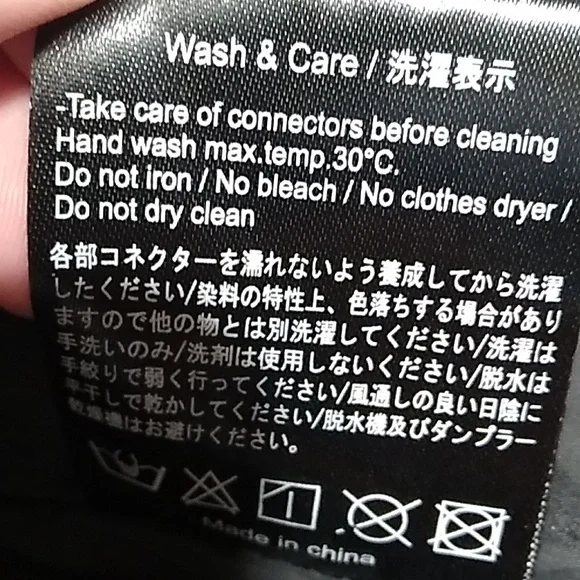 Wash & Care / 洗濯表示
-Take care of connectors before cleaning
Hand wash max.temp.30°C.
Do not iron / No bleach / No clothes dryer /
Do not dry clean
各部コネクターを濡れないよう養成してから洗濯
したください/染料の特性上、色落ちする場合があり
ますので他の物とは別洗濯してください/洗濯は
手洗いのみ/洗剤は使用しないください/脱水は
手絞りで弱く行ってください/風通しの良い日陰に
平干しで乾かしてください/脱水機及びダンブラー
乾燥機はお避けください。
Made in china